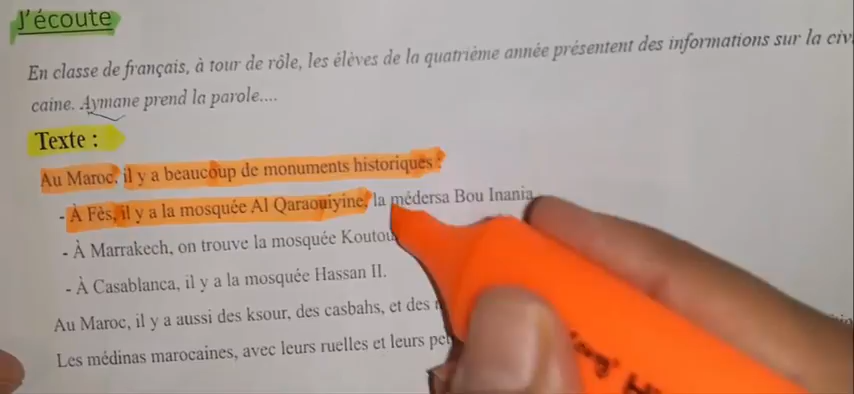 J'écoute
En classe de français, à tour de rôle, les élèves de la quatrième année présentent des informations sur la
caine. Aymane prend la parole....
Texte :
Au Maroc, il y a beaucoup de monuments historiques :
- À Fès, il y a la mosquée Al Qaraouiyine, la médersa Bou Inania
- À Marrakech, on trouve la mosquée
- À Casablanca, il y a la mosquée Hassan II.
Au Maroc, il y a aussi des ksour, des casbahs, et des
Les médinas marocaines, avec leurs ruelles et leurs